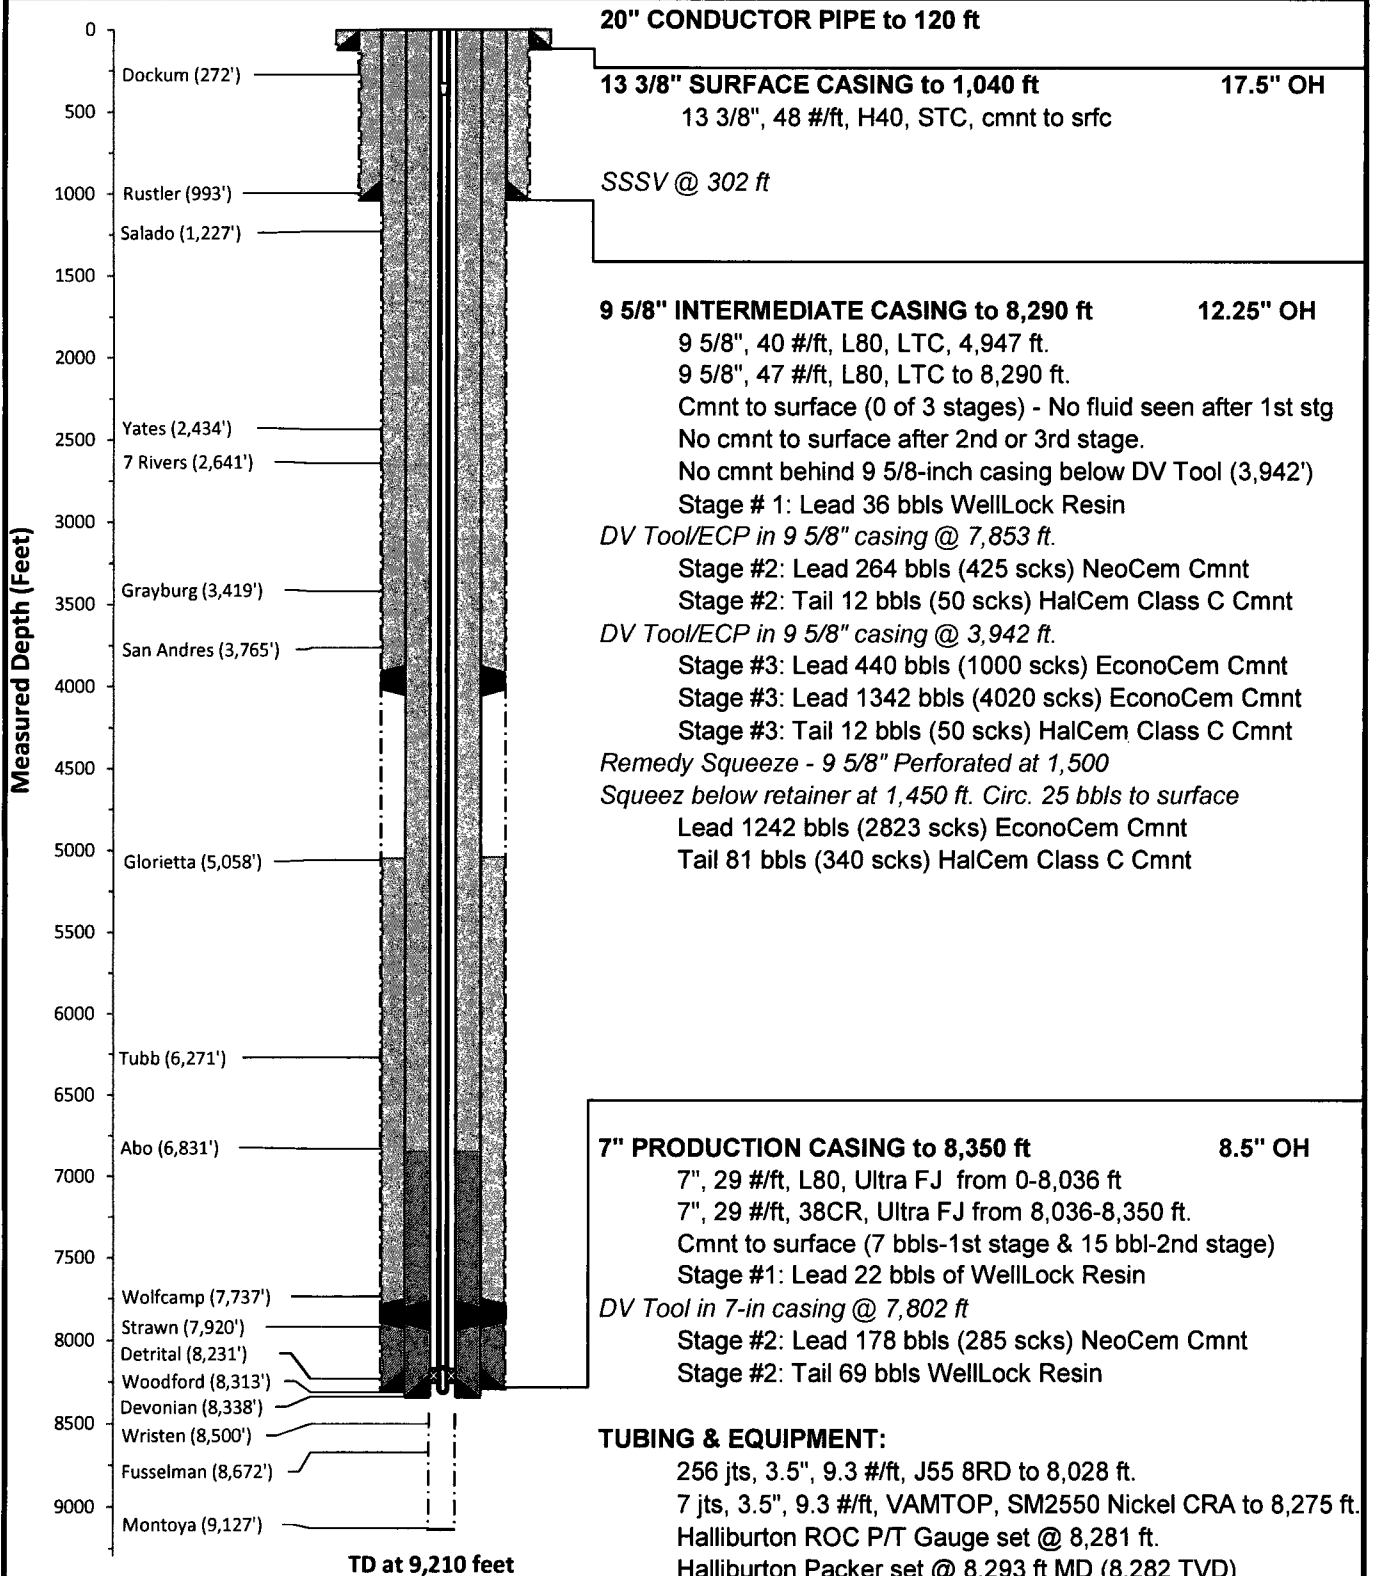 20" CONDUCTOR PIPE to 120 ft
13 3/8" SURFACE CASING to 1,040 ft 17.5" OH
13 3/8", 48 #/ft, H40, STC, cmnt to srfc
SSSV @ 302 ft
9 5/8" INTERMEDIATE CASING to 8,290 ft 12.25" OH
9 5/8", 40 #/ft, L80, LTC, 4,947 ft.
9 5/8", 47 #/ft, L80, LTC to 8,290 ft.
Cmnt to surface (0 of 3 stages) - No fluid seen after 1st stg
No cmnt to surface after 2nd or 3rd stage.
No cmnt behind 9 5/8-inch casing below DV Tool (3,942')
Stage # 1: Lead 36 bbls WellLock Resin
DV Tool/ECP in 9 5/8" casing @ 7,853 ft.
Stage #2: Lead 264 bbls (425 scks) NeoCem Cmnt
Stage #2: Tail 12 bbls (50 scks) HalCem Class C Cmnt
DV Tool/ECP in 9 5/8" casing @ 3,942 ft.
Stage #3: Lead 440 bbls (1000 scks) EconoCem Cmnt
Stage #3: Lead 1342 bbls (4020 scks) EconoCem Cmnt
Stage #3: Tail 12 bbls (50 scks) HalCem Class C Cmnt
Remedy Squeeze - 9 5/8" Perforated at 1,500
Squeez below retainer at 1,450 ft. Circ. 25 bbls to surface
Lead 1242 bbls (2823 scks) EconoCem Cmnt
Tail 81 bbls (340 scks) HalCem Class C Cmnt
7" PRODUCTION CASING to 8,350 ft 8.5" OH
7", 29 #/ft, L80, Ultra FJ from 0-8,036 ft
7", 29 #/ft, 38CR, Ultra FJ from 8,036-8,350 ft.
Cmnt to surface (7 bbls-1st stage & 15 bbl-2nd stage)
Stage #1: Lead 22 bbls of WellLock Resin
DV Tool in 7-in casing @ 7,802 ft
Stage #2: Lead 178 bbls (285 scks) NeoCem Cmnt
Stage #2: Tail 69 bbls WellLock Resin
TUBING & EQUIPMENT:
256 jts, 3.5", 9.3 #/ft, J55 8RD to 8,028 ft.
7 jts, 3.5", 9.3 #/ft, VAMTOP, SM2550 Nickel CRA to 8,275 ft.
Halliburton ROC P/T Gauge set @ 8,281 ft.
Halliburton Packer set @ 8,293 ft MD (8,282 TVD)
Measured Depth (Feet)
0
Dockum (272')
500
Rustler (993')
1000
Salado (1,227')
1500
2000
Yates (2,434')
2500
7 Rivers (2,641')
3000
Grayburg (3,419')
3500
San Andres (3,765')
4000
4500
5000
Glorietta (5,058')
5500
6000
Tubb (6,271')
6500
Abo (6,831')
7000
7500
Wolfcamp (7,737')
Strawn (7,920')
8000
Detrital (8,231')
Woodford (8,313')
Devonian (8,338')
8500
Wristen (8,500')
Fusselman (8,672')
9000
Montoya (9,127')
TD at 9,210 feet